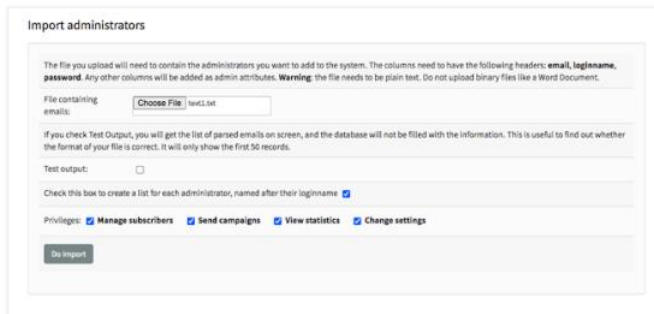 Import administrators
The file you upload will need to contain the administrators you want to add to the system. The columns need to have the following headers: email, loginname,
password. Any other columns will be added as admin attributes. Warning: the file needs to be plain text. Do not upload binary files like a Word Document.
File containing
emails:
Choose File text1.txt
If you check Test Output, you will get the list of parsed emails on screen, and the database will not be filled with the information. This is useful to find out whether
the format of your file is correct. It will only show the first 50 records.
Test output:
Check this box to create a list for each administrator, named after their loginname
Privileges: Manage subscribers Send campaigns View statistics Change settings
Do Import